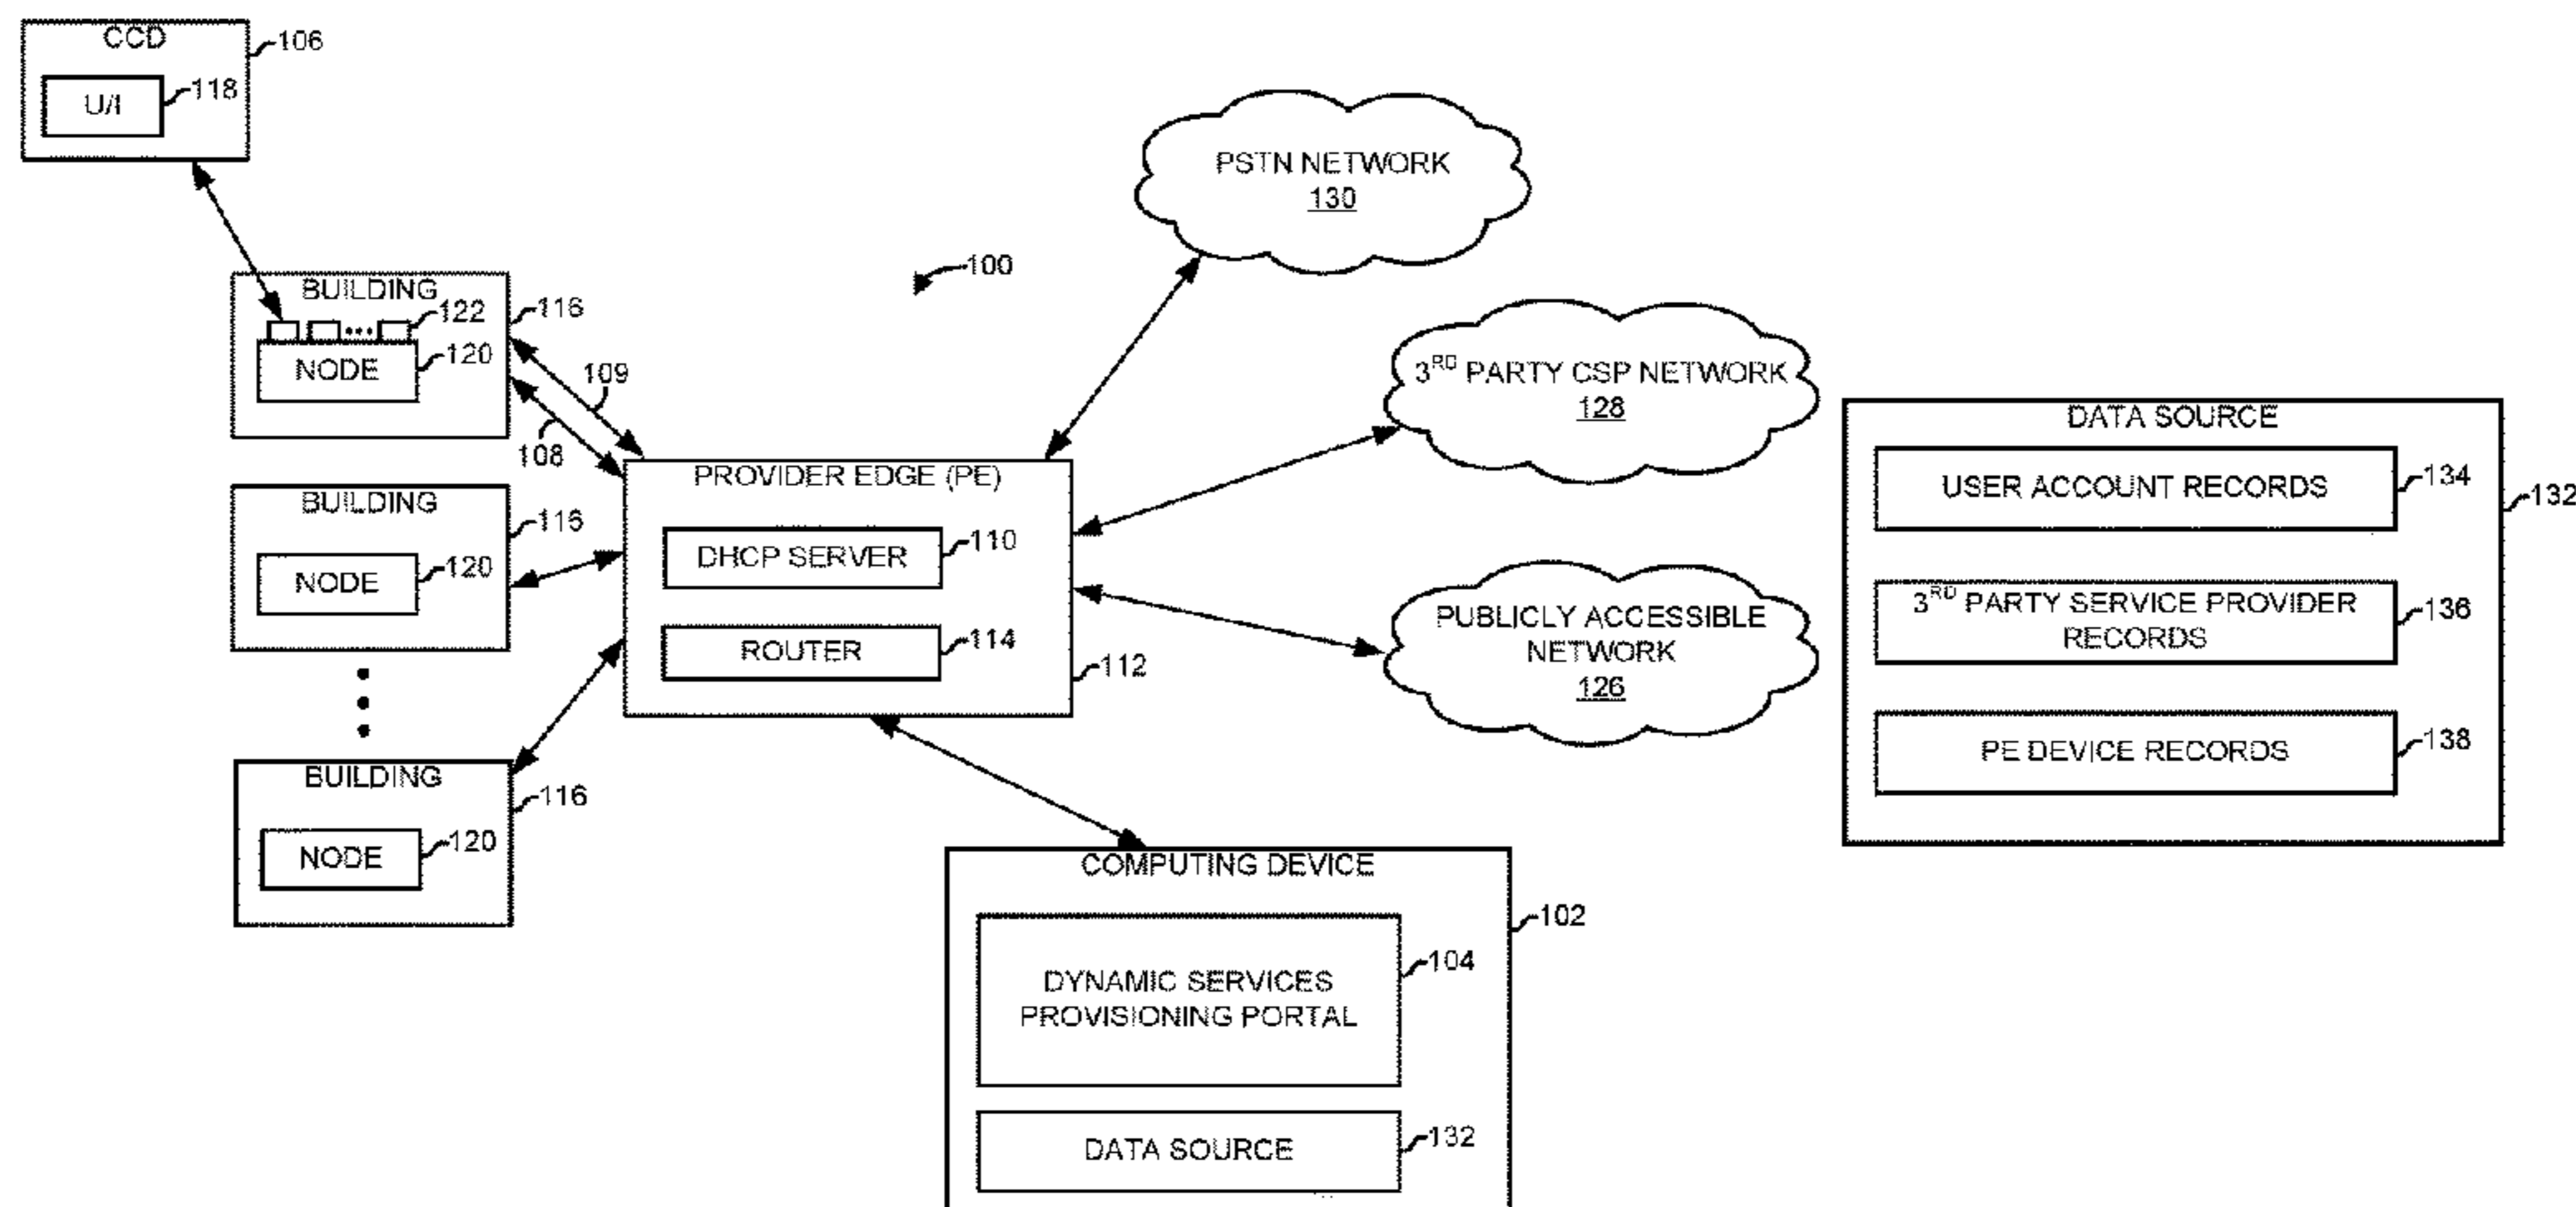 CCD
106
U/I
118
BUILDING
116
122
NODE
120
109
108
BUILDING
116
NODE
120
BUILDING
116
NODE
120
100
PSTN NETWORK
130
3RD PARTY CSP NETWORK
128
PUBLICLY ACCESSIBLE
NETWORK
126
PROVIDER EDGE (PE)
DHCP SERVER
110
ROUTER
114
112
COMPUTING DEVICE
102
DYNAMIC SERVICES
PROVISIONING PORTAL
104
DATA SOURCE
132
DATA SOURCE
132
USER ACCOUNT RECORDS
134
3RD PARTY SERVICE PROVIDER
RECORDS
136
PE DEVICE RECORDS
138